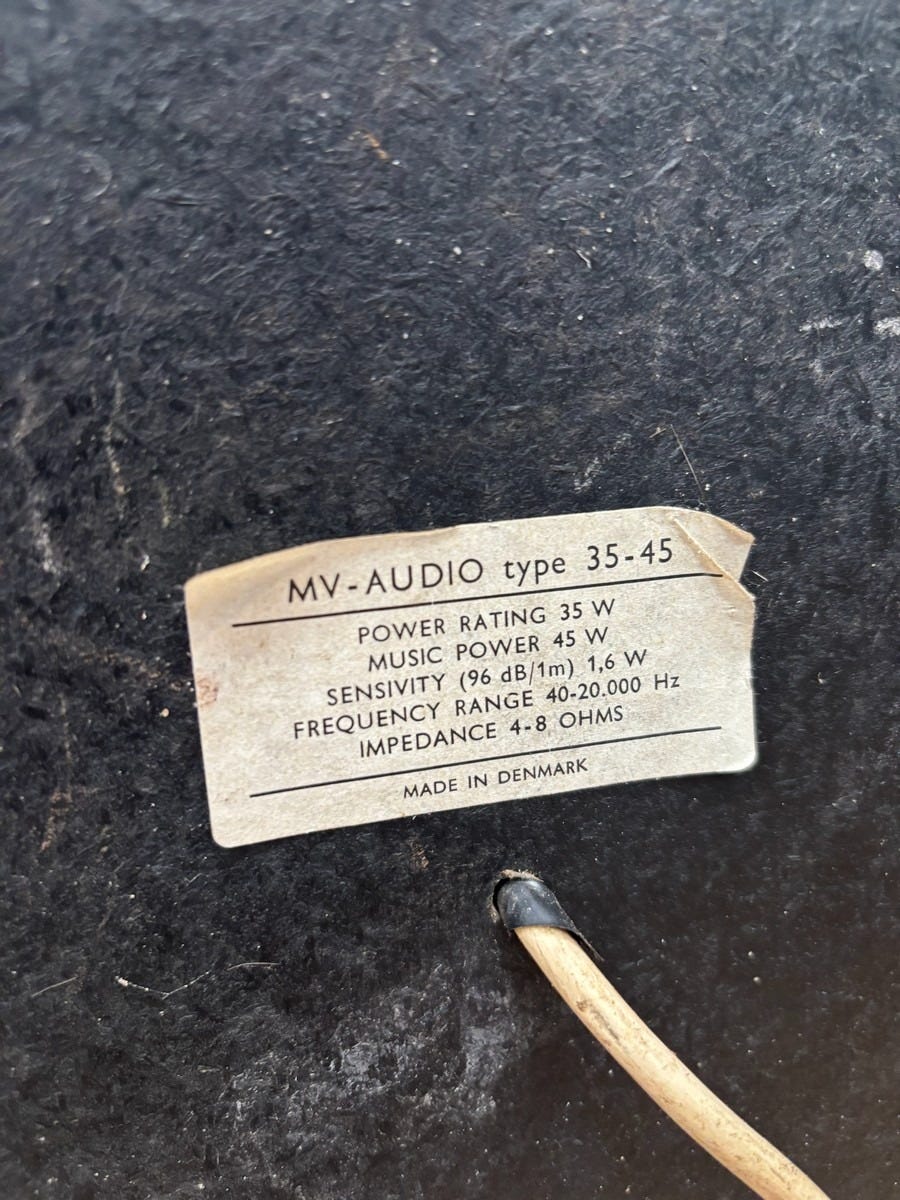 MV-AUDIO type 35-45
POWER RATING 35 W
MUSIC POWER 45 W
SENSIVITY (96 dB/1m) 1,6 W
FREQUENCY RANGE 40-20.000 Hz
IMPEDANCE 4-8 OHMS
MADE IN DENMARK